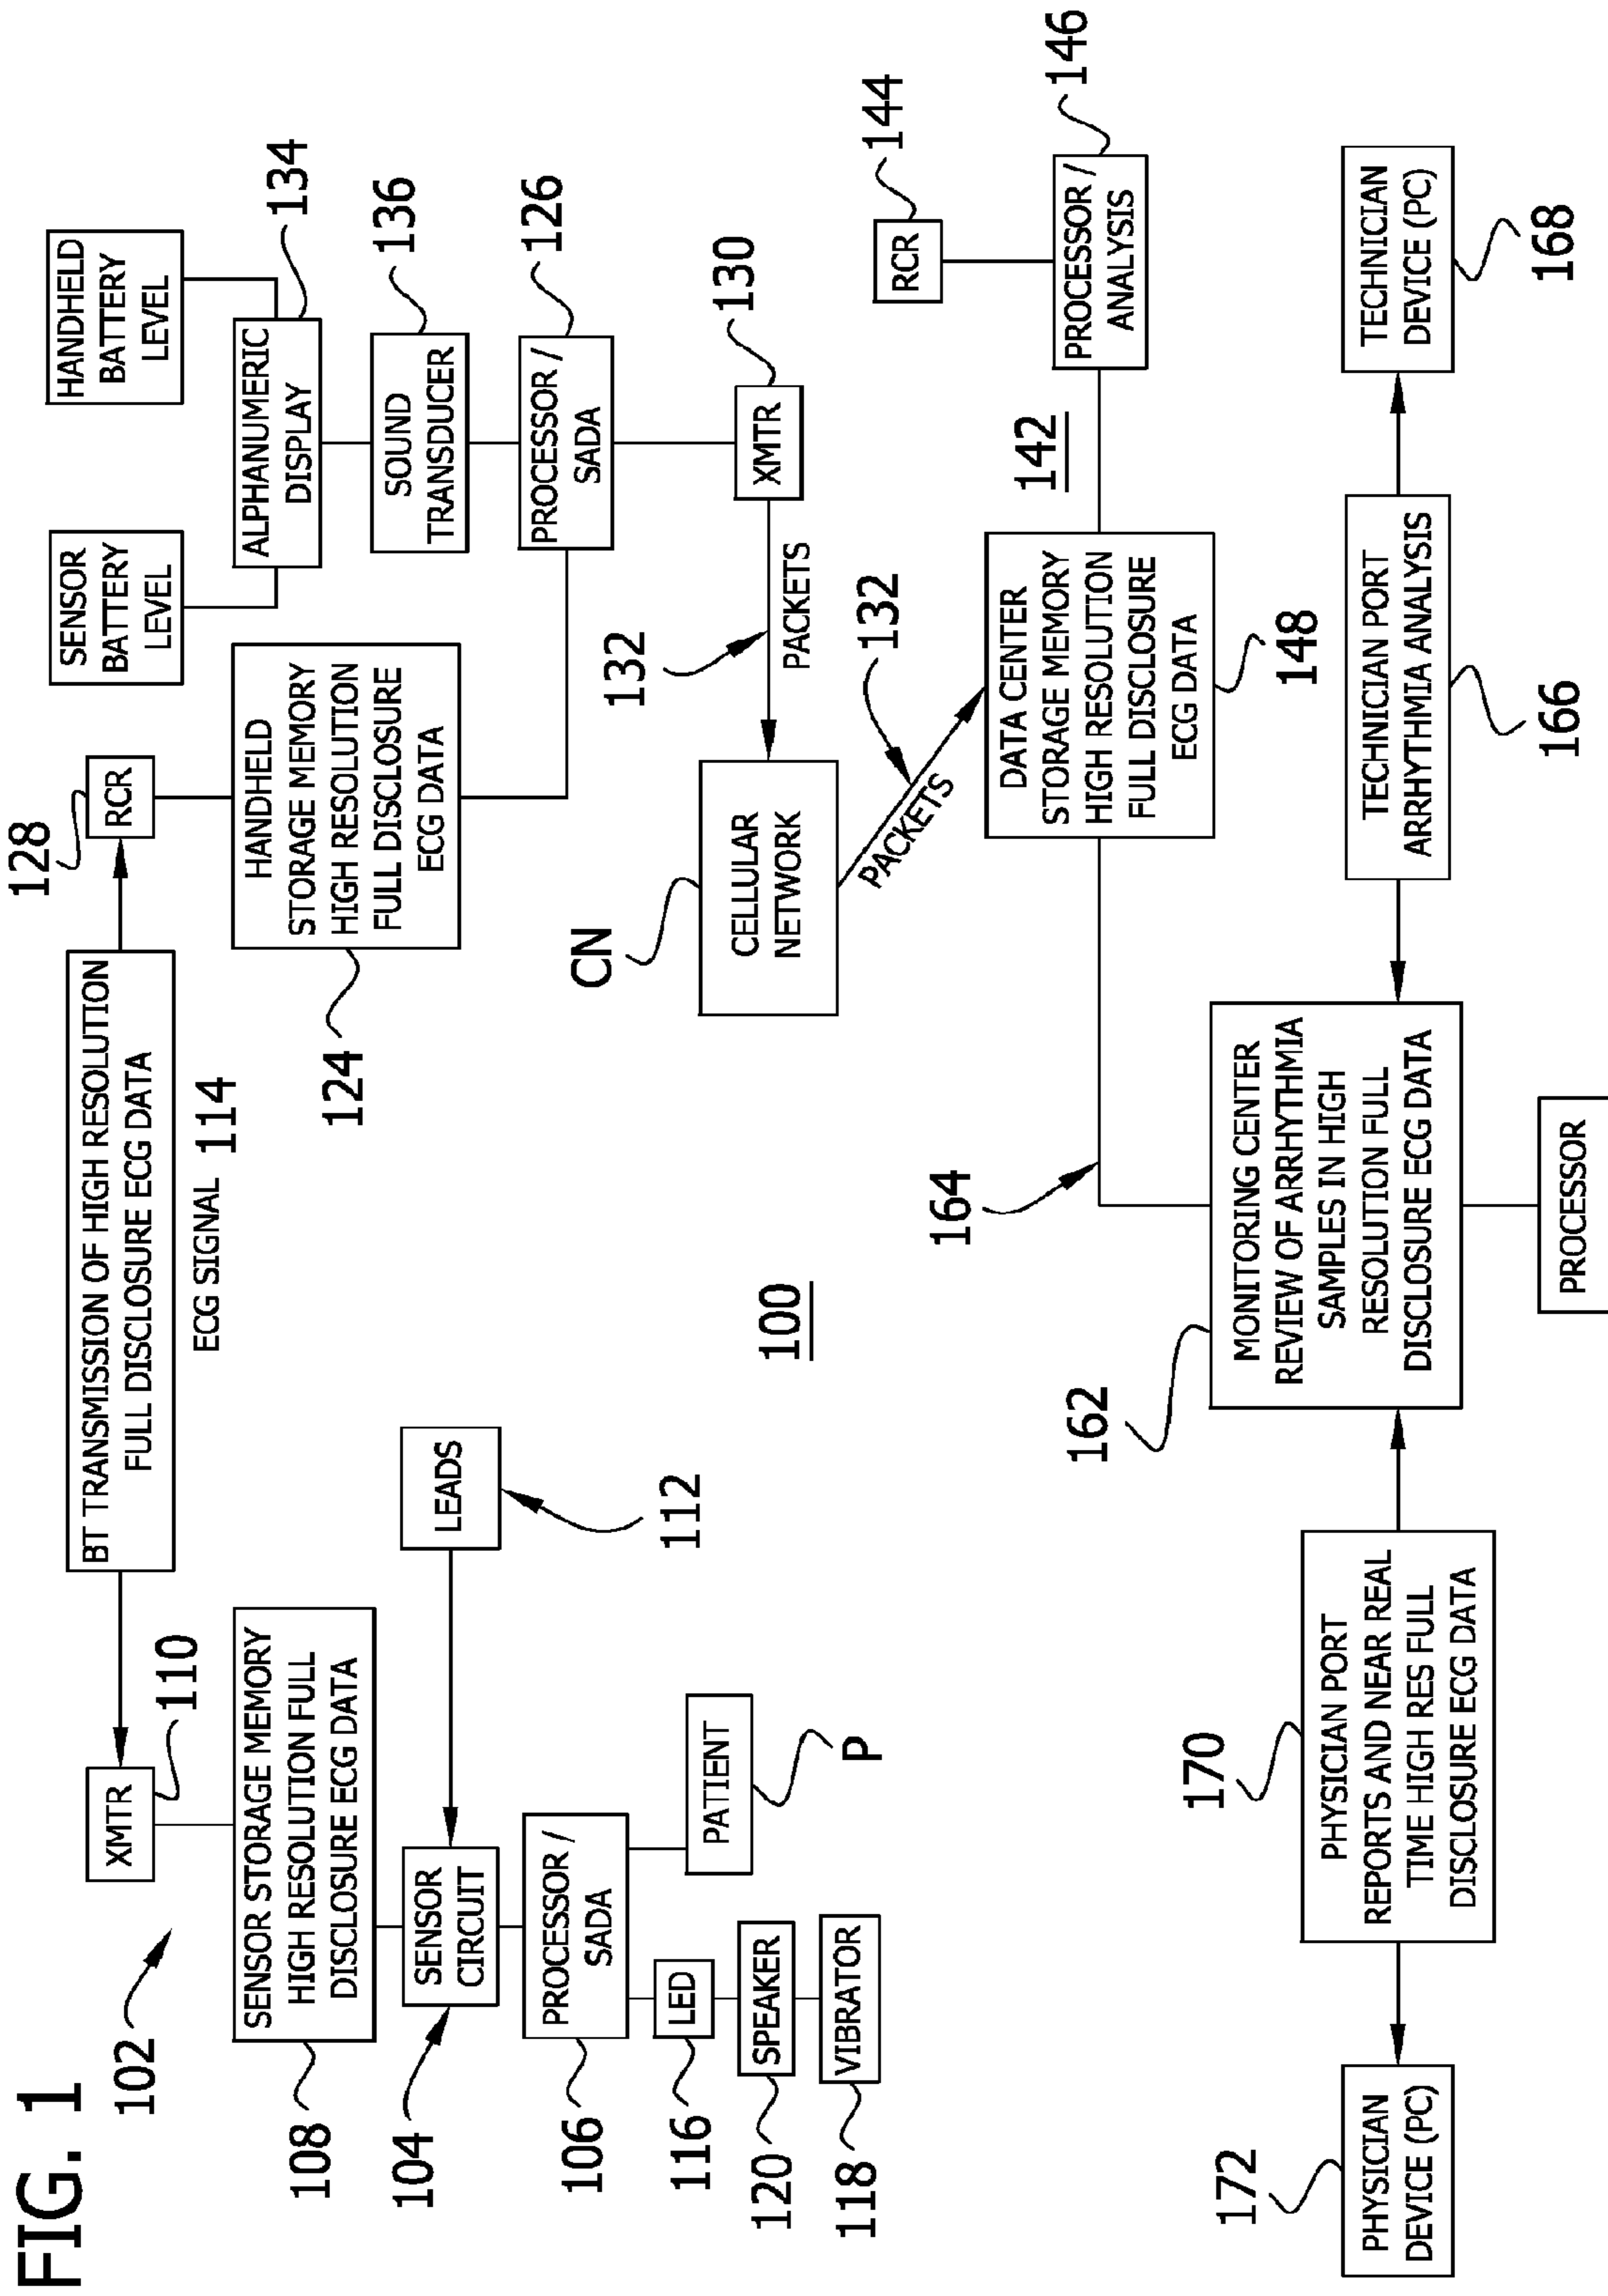 FIG. 1
102
XMTR
110
BT TRANSMISSION OF HIGH RESOLUTION
FULL DISCLOSURE ECG DATA
ECG SIGNAL 114
128
RCR
SENSOR
BATTERY
LEVEL
HANDHELD
BATTERY
LEVEL
108
SENSOR STORAGE MEMORY
HIGH RESOLUTION FULL
DISCLOSURE ECG DATA
HANDHELD
STORAGE MEMORY
HIGH RESOLUTION
FULL DISCLOSURE
ECG DATA
124
ALPHANUMERIC
DISPLAY
134
104
SENSOR
CIRCUIT
LEADS
112
SOUND
TRANSDUCER
136
106
PROCESSOR /
SADA
PROCESSOR /
SADA
126
116
LED
PATIENT
P
120
SPEAKER
118
VIBRATOR
100
CN
CELLULAR
NETWORK
132
PACKETS
XMTR
130
PACKETS
132
RCR
144
142
PROCESSOR /
ANALYSIS
146
DATA CENTER
STORAGE MEMORY
HIGH RESOLUTION
FULL DISCLOSURE
ECG DATA
148
164
162
MONITORING CENTER
REVIEW OF ARRHYTHMIA
SAMPLES IN HIGH
RESOLUTION FULL
DISCLOSURE ECG DATA
PROCESSOR
172
PHYSICIAN
DEVICE (PC)
170
PHYSICIAN PORT
REPORTS AND NEAR REAL
TIME HIGH RES FULL
DISCLOSURE ECG DATA
TECHNICIAN PORT
ARRHYTHMIA ANALYSIS
166
TECHNICIAN
DEVICE (PC)
168